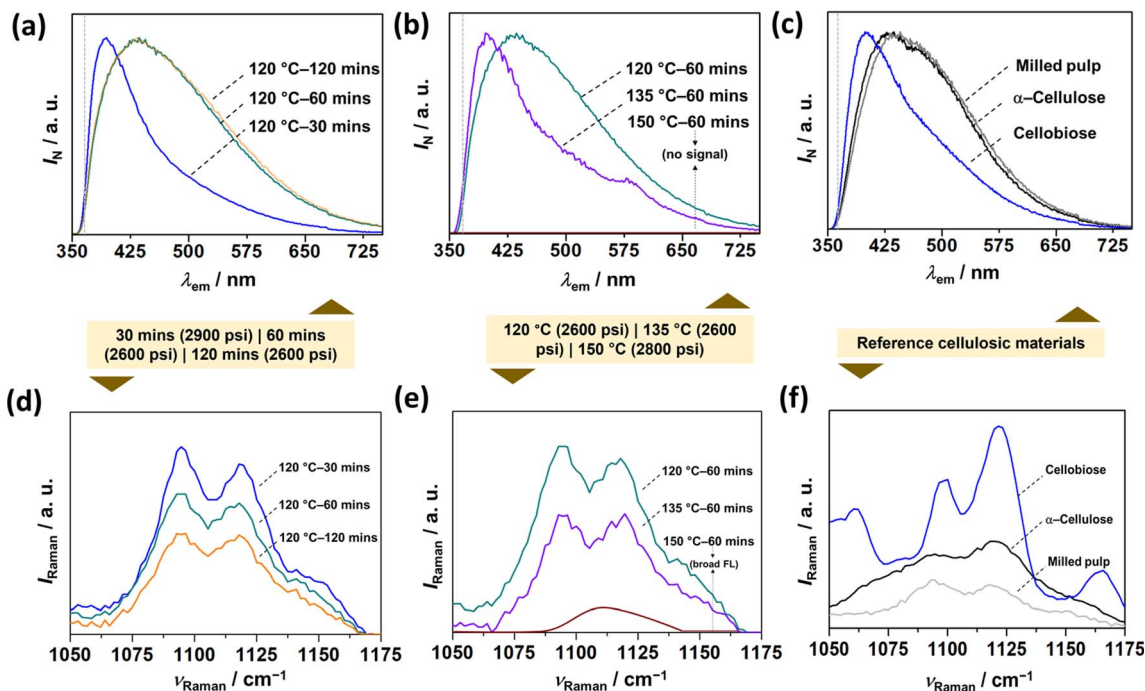 (a)
I_N / a. u.
120 °C–120 mins
120 °C–60 mins
120 °C–30 mins
350 425 500 575 650 725
λem / nm
(b)
I_N / a. u.
120 °C–60 mins
135 °C–60 mins
150 °C–60 mins
(no signal)
350 425 500 575 650 725
λem / nm
(c)
I_N / a. u.
Milled pulp
α–Cellulose
Cellobiose
350 425 500 575 650 725
λem / nm
30 mins (2900 psi) | 60 mins
(2600 psi) | 120 mins (2600 psi)
120 °C (2600 psi) | 135 °C (2600
psi) | 150 °C (2800 psi)
Reference cellulosic materials
(d)
I_Raman / a. u.
120 °C–30 mins
120 °C–60 mins
120 °C–120 mins
1050 1075 1100 1125 1150 1175
νRaman / cm⁻¹
(e)
I_Raman / a. u.
120 °C–60 mins
135 °C–60 mins
150 °C–60 mins
(broad FL)
1050 1075 1100 1125 1150 1175
νRaman / cm⁻¹
(f)
I_Raman / a. u.
Cellobiose
α–Cellulose
Milled pulp
1050 1075 1100 1125 1150 1175
νRaman / cm⁻¹